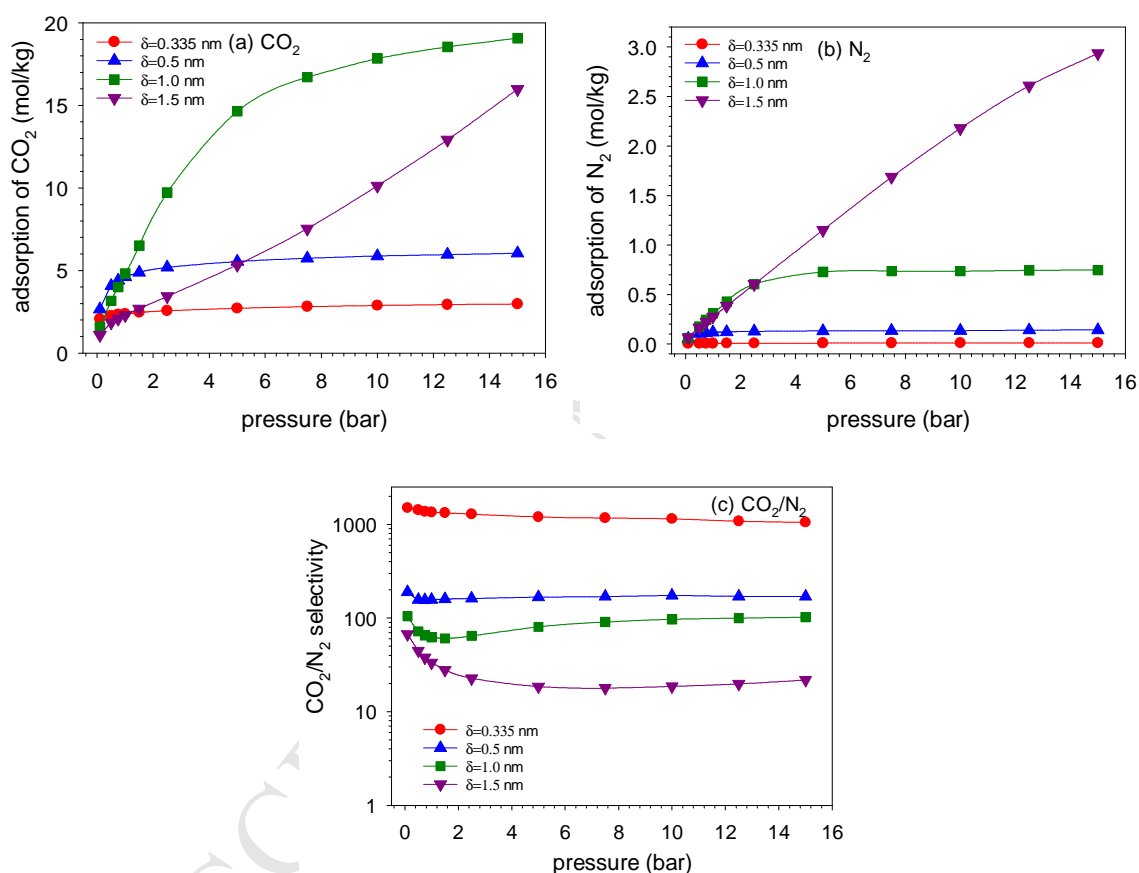 (a) CO₂
δ=0.335 nm
δ=0.5 nm
δ=1.0 nm
δ=1.5 nm
adsorption of CO₂ (mol/kg)
20
15
10
5
0
0 2 4 6 8 10 12 14 16
pressure (bar)
(b) N₂
δ=0.335 nm
δ=0.5 nm
δ=1.0 nm
δ=1.5 nm
adsorption of N₂ (mol/kg)
3.0
2.5
2.0
1.5
1.0
0.5
0.0
0 2 4 6 8 10 12 14 16
pressure (bar)
(c) CO₂/N₂
CO₂/N₂ selectivity
1000
100
10
1
δ=0.335 nm
δ=0.5 nm
δ=1.0 nm
δ=1.5 nm
0 2 4 6 8 10 12 14 16
pressure (bar)